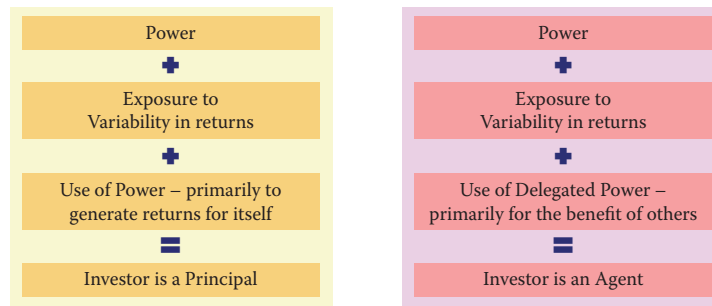 Power
+
Exposure to
Variability in returns
+
Use of Power – primarily to
generate returns for itself
=
Investor is a Principal
Power
+
Exposure to
Variability in returns
+
Use of Delegated Power –
primarily for the benefit of others
=
Investor is an Agent